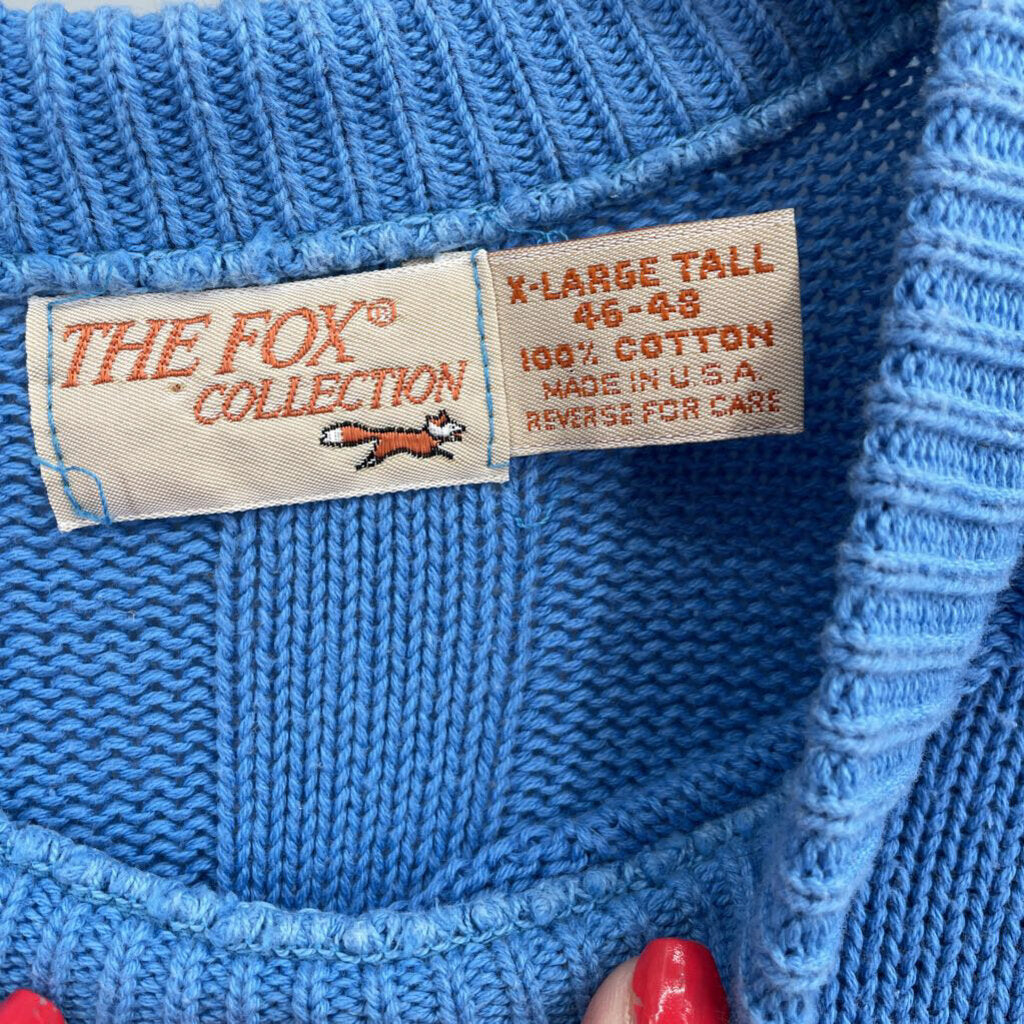 THE FOX®
COLLECTION
X-LARGE TALL
46-48
100% COTTON
MADE IN U S A
REVERSE FOR CARE